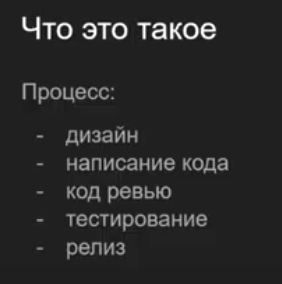 Что это такое
Процесс:
- дизайн
- написание кода
- код ревью
- тестирование
- релиз